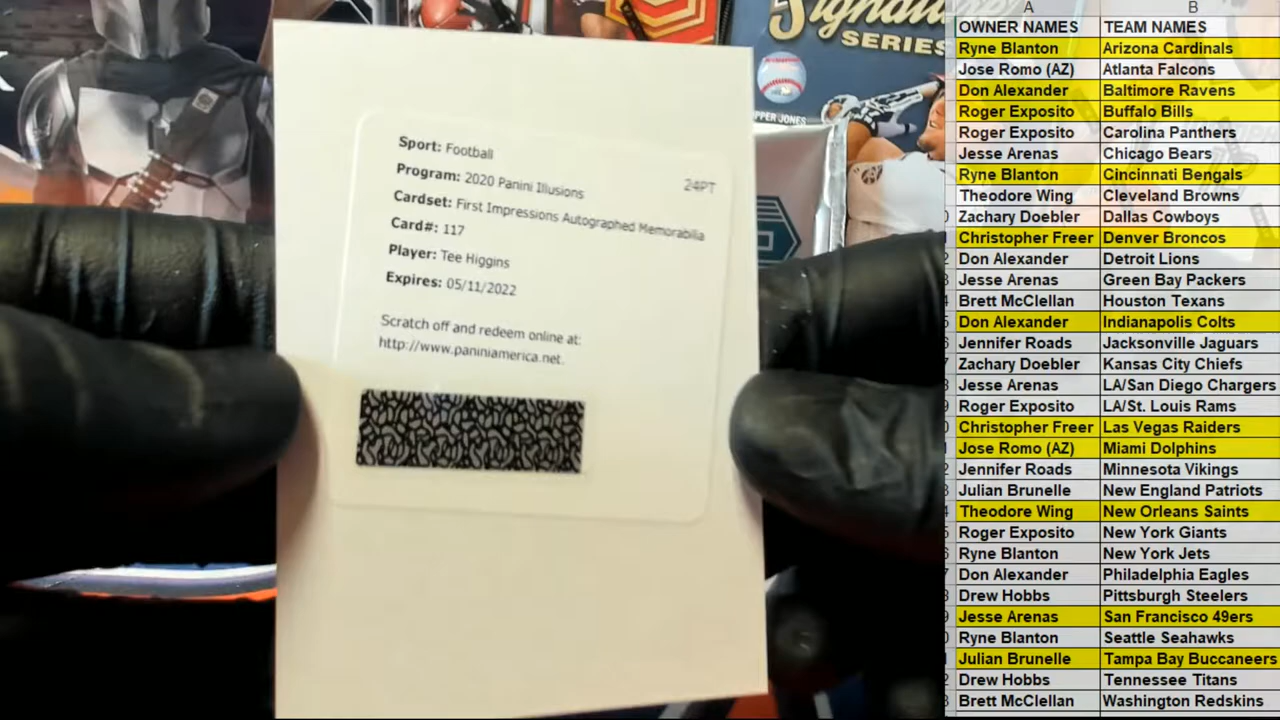 Signature
SERIES
PPER JONES
Sport: Football
Program: 2020 Panini Illusions
24PT
Cardset: First Impressions Autographed Memorabilia
Card#: 117
Player: Tee Higgins
Expires: 05/11/2022
Scratch off and redeem online at:
http://www.paniniamerica.net.
A B
OWNER NAMES TEAM NAMES
Ryne Blanton Arizona Cardinals
Jose Romo (AZ) Atlanta Falcons
Don Alexander Baltimore Ravens
Roger Exposito Buffalo Bills
Roger Exposito Carolina Panthers
Jesse Arenas Chicago Bears
Ryne Blanton Cincinnati Bengals
Theodore Wing Cleveland Browns
Zachary Doebler Dallas Cowboys
Christopher Freer Denver Broncos
Don Alexander Detroit Lions
Jesse Arenas Green Bay Packers
Brett McClellan Houston Texans
Don Alexander Indianapolis Colts
Jennifer Roads Jacksonville Jaguars
Zachary Doebler Kansas City Chiefs
Jesse Arenas LA/San Diego Chargers
Roger Exposito LA/St. Louis Rams
Christopher Freer Las Vegas Raiders
Jose Romo (AZ) Miami Dolphins
Jennifer Roads Minnesota Vikings
Julian Brunelle New England Patriots
Theodore Wing New Orleans Saints
Roger Exposito New York Giants
Ryne Blanton New York Jets
Don Alexander Philadelphia Eagles
Drew Hobbs Pittsburgh Steelers
Jesse Arenas San Francisco 49ers
Ryne Blanton Seattle Seahawks
Julian Brunelle Tampa Bay Buccaneers
Drew Hobbs Tennessee Titans
Brett McClellan Washington Redskins